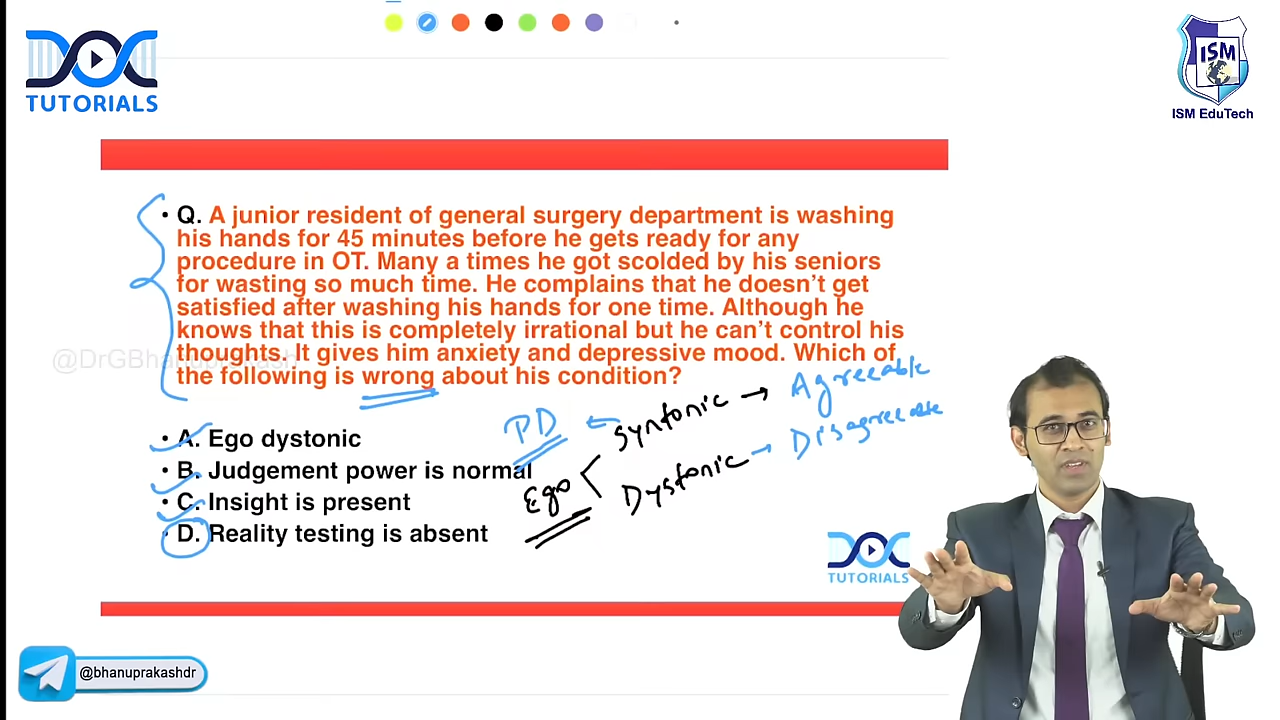 DOC
TUTORIALS
ISM
ISM EduTech
• Q. A junior resident of general surgery department is washing
his hands for 45 minutes before he gets ready for any
procedure in OT. Many a times he got scolded by his seniors
for wasting so much time. He complains that he doesn't get
satisfied after washing his hands for one time. Although he
knows that this is completely irrational but he can't control his
thoughts. It gives him anxiety and depressive mood. Which of
the following is wrong about his condition?
@DrGBhanuprakash
• A. Ego dystonic
• B. Judgement power is normal
• C. Insight is present
• D. Reality testing is absent
PD ← Syntonic → Agreeable
Ego
Dystonic → Disagreeable
DOC
TUTORIALS
@bhanuprakashdr